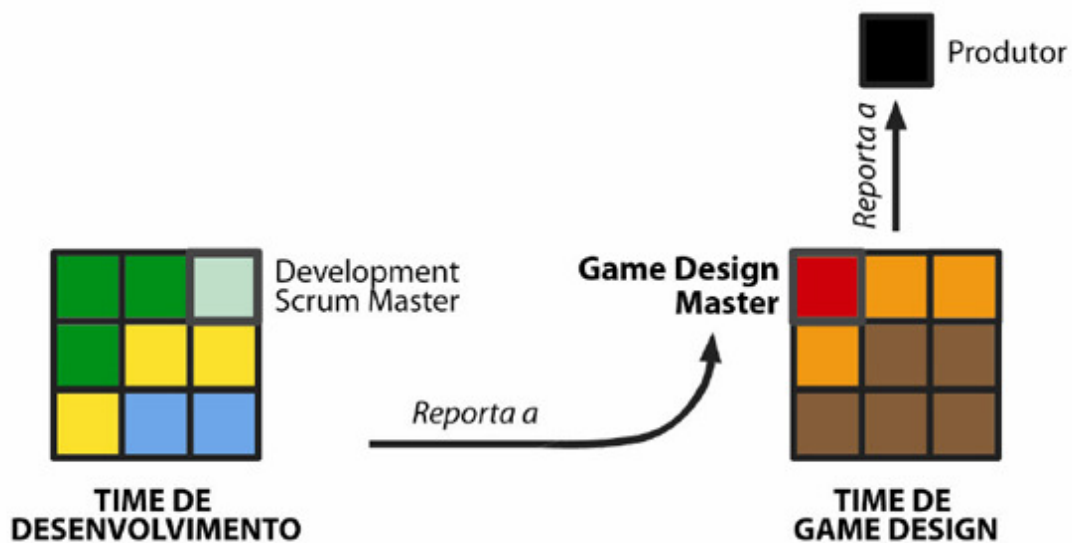 Produtor
Reporta a
Development
Scrum Master
Game Design
Master
Reporta a
TIME DE
DESENVOLVIMENTO
TIME DE
GAME DESIGN